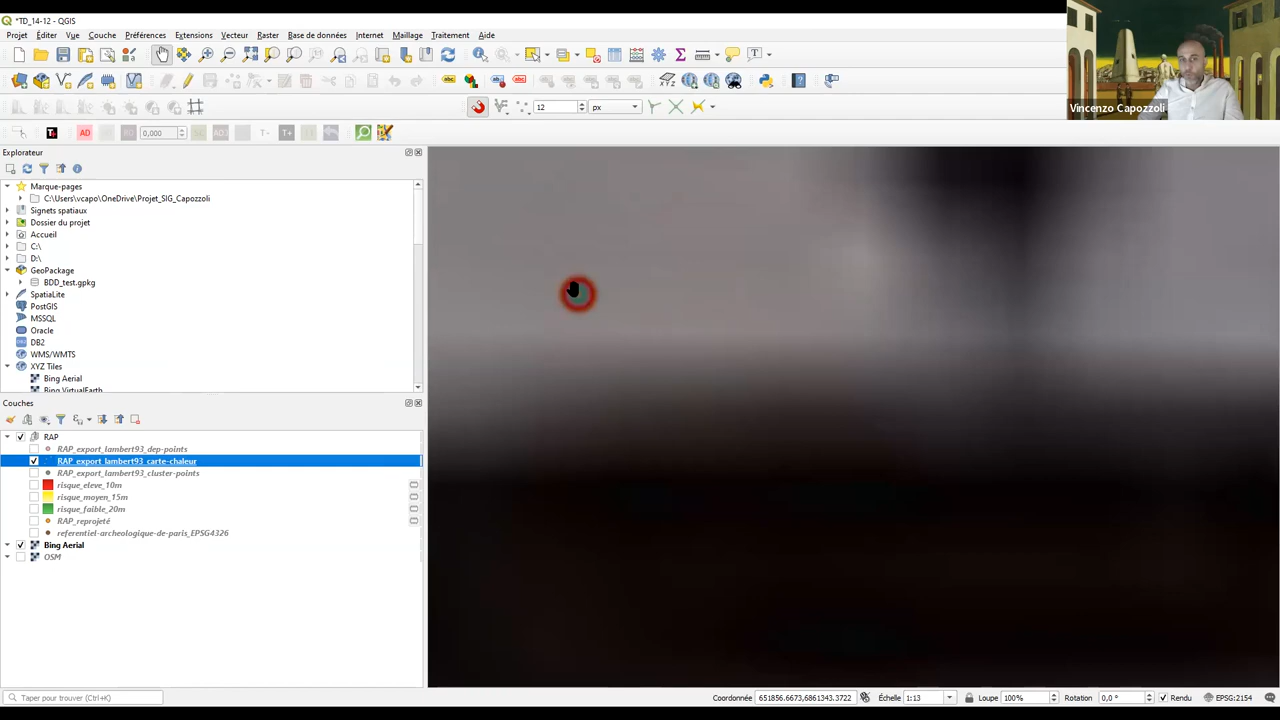 *TD_14-12 - QGIS
Projet Éditer Vue Couche Préférences Extensions Vecteur Raster Base de données Internet Maillage Traitement Aide
12 px
0,000
Vincenzo Capozzoli
Explorateur
Marque-pages
C:\Users\vcapo\OneDrive\Projet_SIG_Capozzoli
Signets spatiaux
Dossier du projet
Accueil
C:\
D:\
GeoPackage
BDD_test.gpkg
SpatiaLite
PostGIS
MSSQL
Oracle
DB2
WMS/WMTS
XYZ Tiles
Bing Aerial
Bing VirtualEarth
Couches
RAP
RAP_export_lambert93_dep-points
RAP_export_lambert93_carte-chaleur
RAP_export_lambert93_cluster-points
risque_eleve_10m
risque_moyen_15m
risque_faible_20m
RAP_reprojeté
referentiel-archeologique-de-paris_EPSG4326
Bing Aerial
OSM
Taper pour trouver (Ctrl+K) Coordonnée 651856.6673,6861343.3722 Échelle 1:13 Loupe 100% Rotation 0,0 ° Rendu EPSG:2154